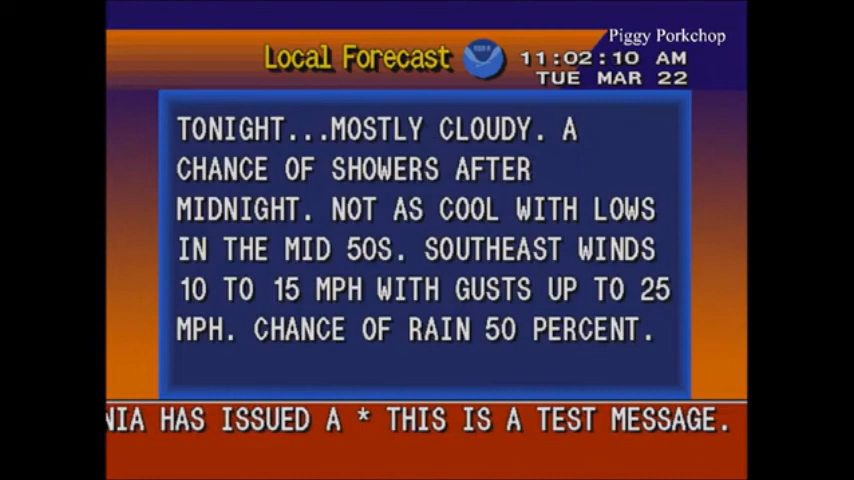 Piggy Porkchop
Local Forecast
11:02:10 AM
TUE MAR 22
TONIGHT...MOSTLY CLOUDY. A
CHANCE OF SHOWERS AFTER
MIDNIGHT. NOT AS COOL WITH LOWS
IN THE MID 50S. SOUTHEAST WINDS
10 TO 15 MPH WITH GUSTS UP TO 25
MPH. CHANCE OF RAIN 50 PERCENT.
NIA HAS ISSUED A * THIS IS A TEST MESSAGE.